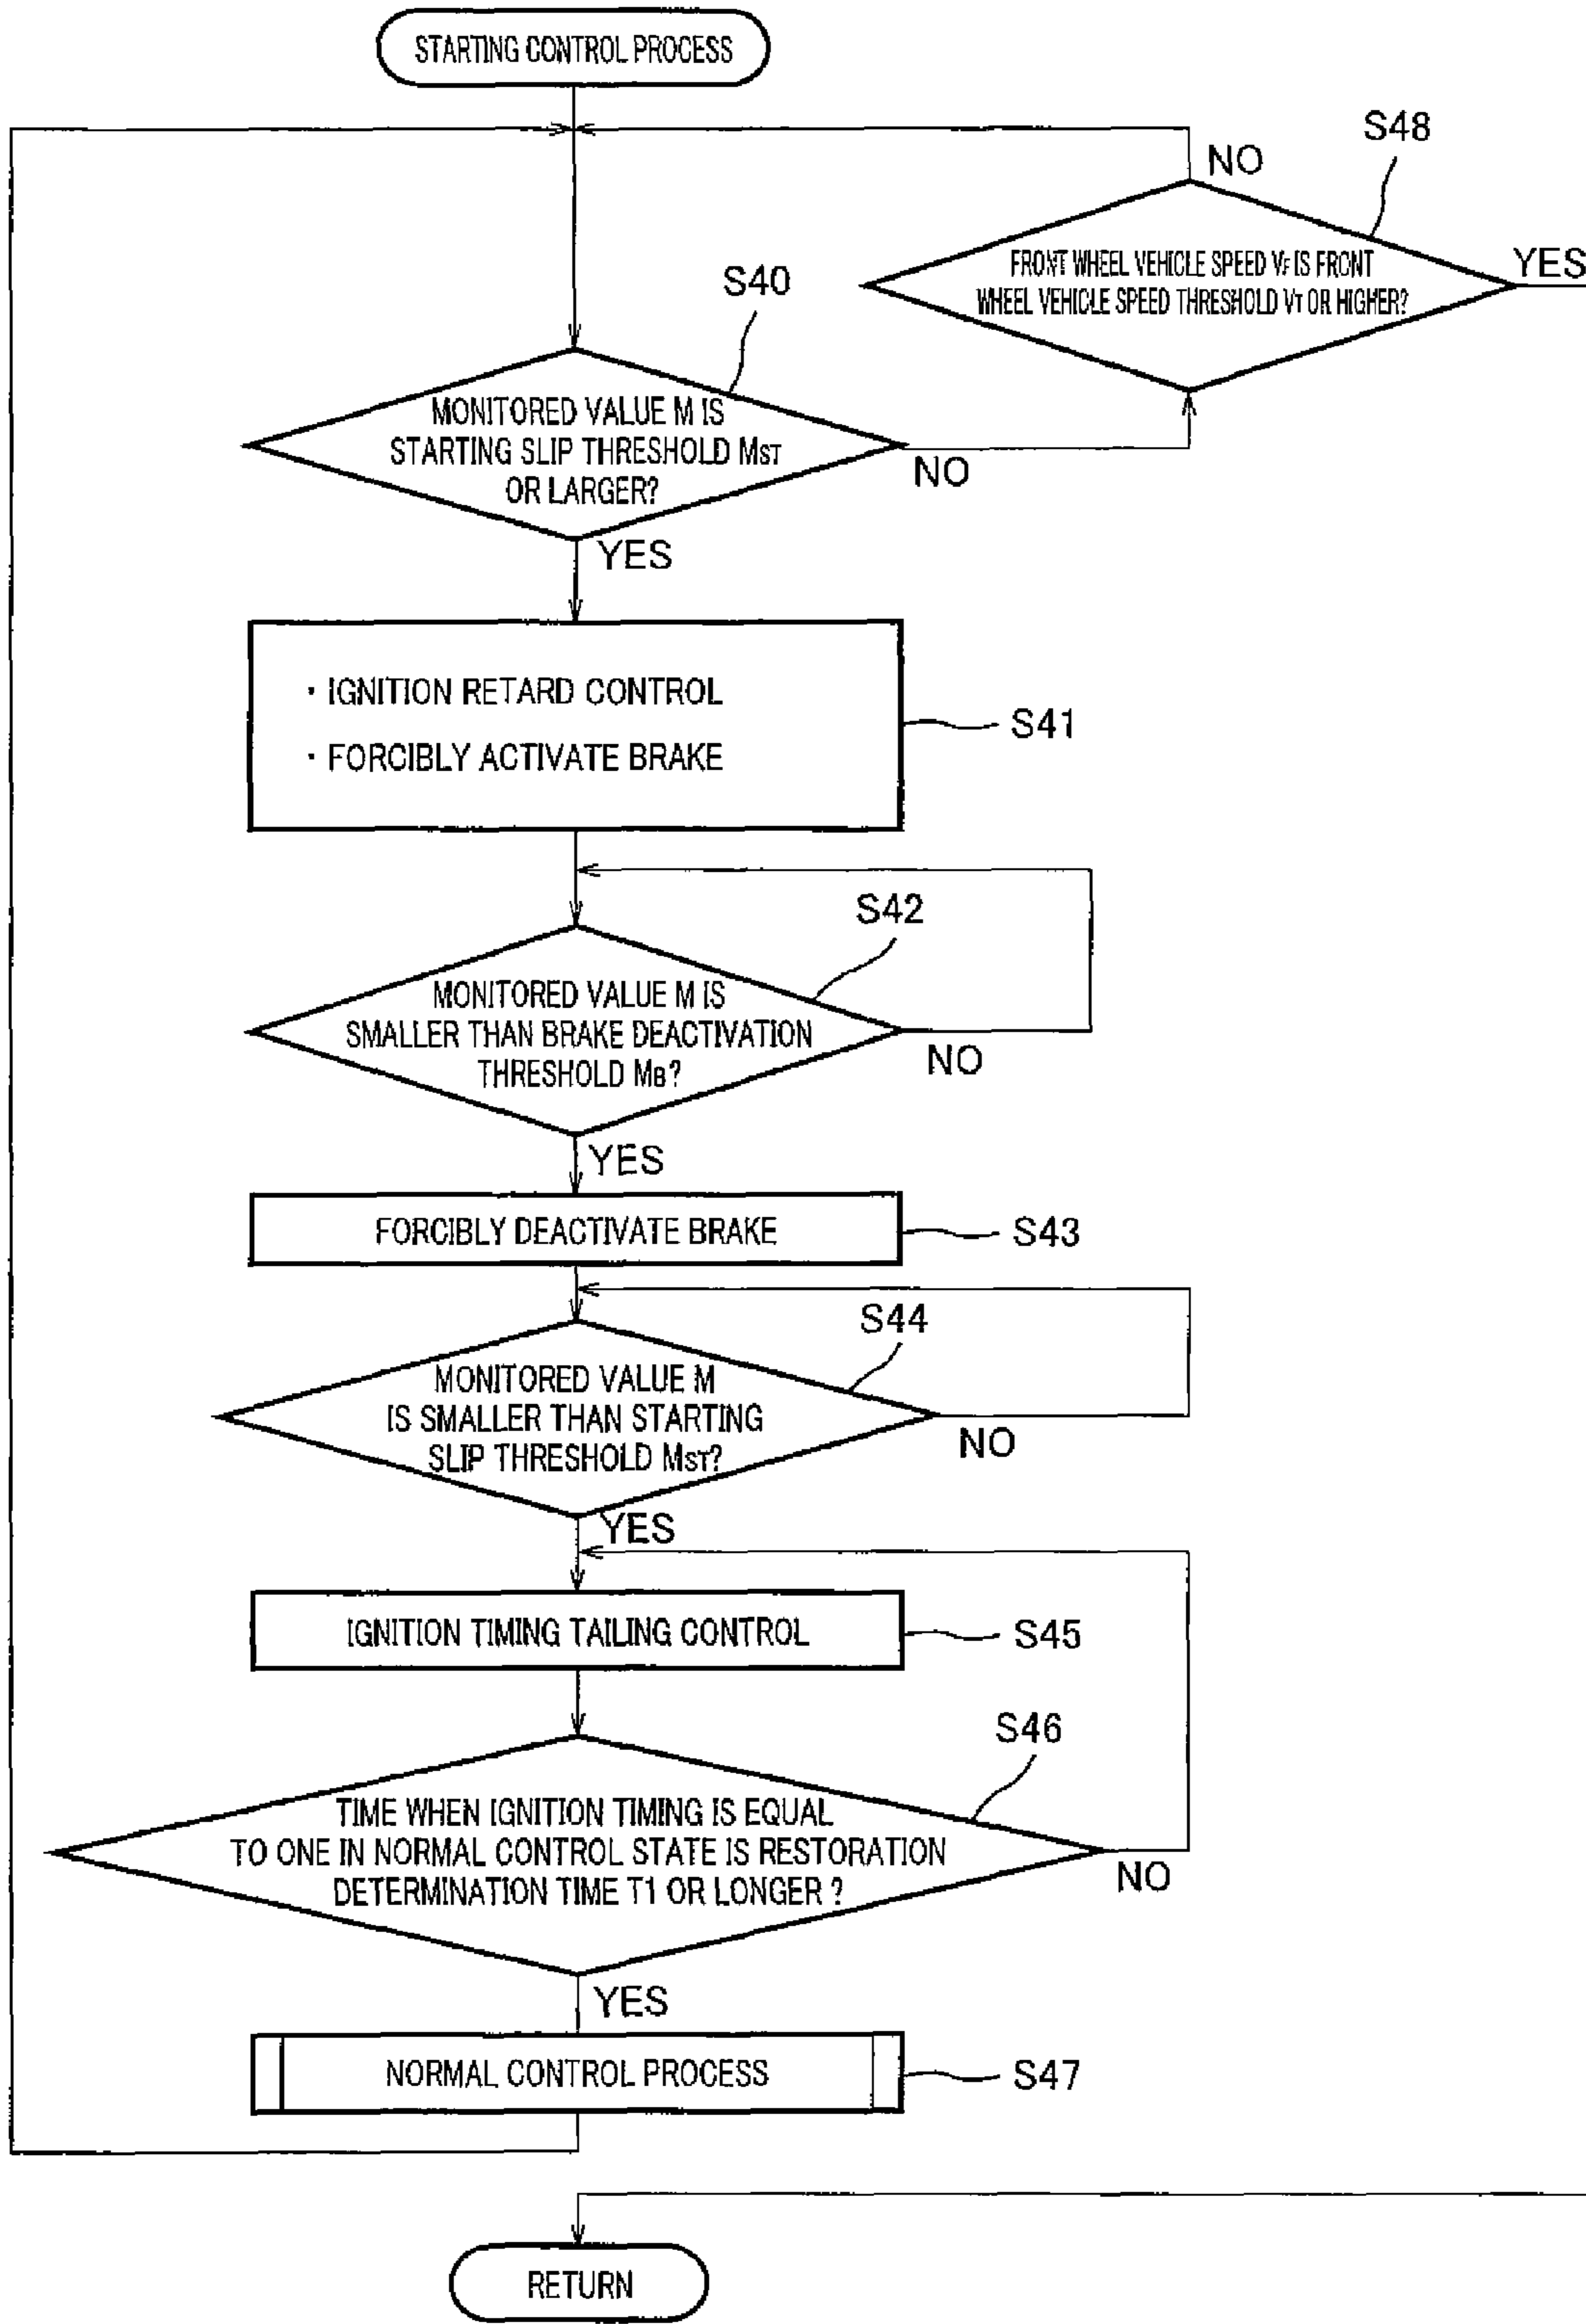 STARTING CONTROL PROCESS
S48
NO
FRONT WHEEL VEHICLE SPEED VF IS FRONT
WHEEL VEHICLE SPEED THRESHOLD VT OR HIGHER?
YES
S40
MONITORED VALUE M IS
STARTING SLIP THRESHOLD MST
OR LARGER?
NO
YES
・IGNITION RETARD CONTROL
・FORCIBLY ACTIVATE BRAKE
S41
S42
MONITORED VALUE M IS
SMALLER THAN BRAKE DEACTIVATION
THRESHOLD MB?
NO
YES
FORCIBLY DEACTIVATE BRAKE
S43
S44
MONITORED VALUE M
IS SMALLER THAN STARTING
SLIP THRESHOLD MST?
NO
YES
IGNITION TIMING TAILING CONTROL
S45
S46
TIME WHEN IGNITION TIMING IS EQUAL
TO ONE IN NORMAL CONTROL STATE IS RESTORATION
DETERMINATION TIME T1 OR LONGER ?
NO
YES
NORMAL CONTROL PROCESS
S47
RETURN